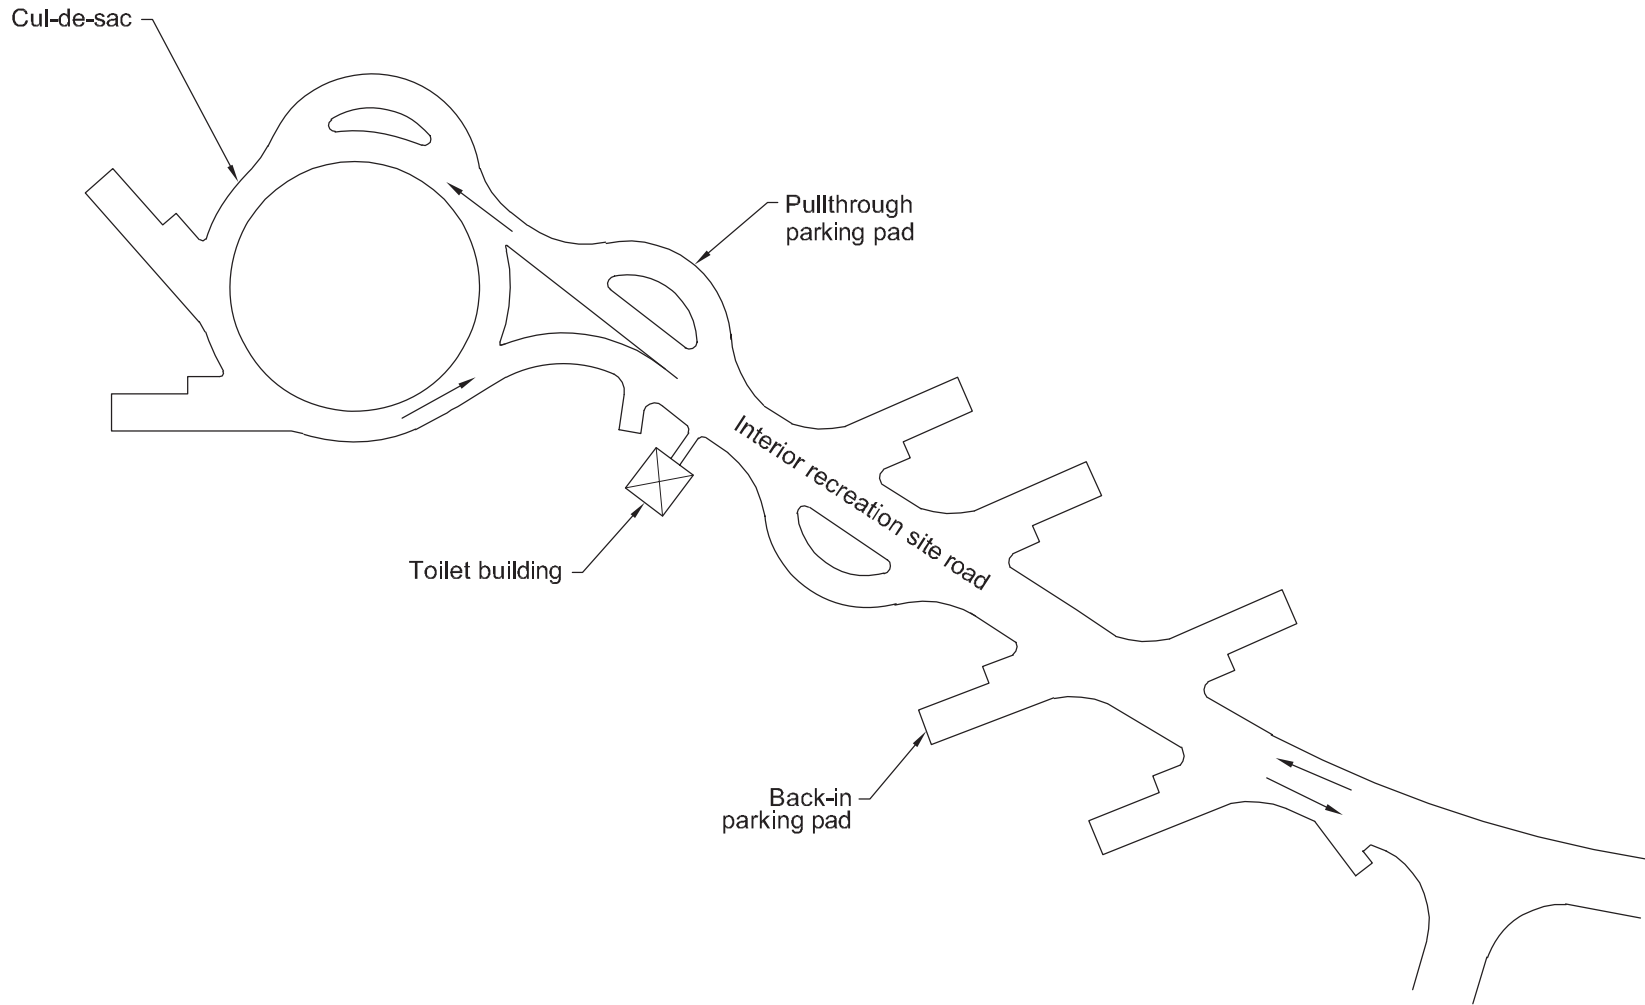 Cul-de-sac
Pullthrough
parking pad
Interior recreation site road
Toilet building
Back-in
parking pad